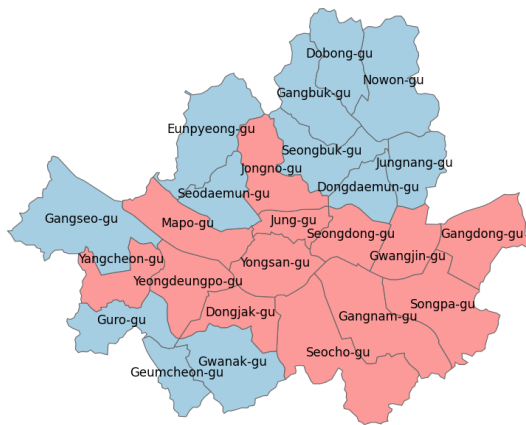 Dobong-gu
Nowon-gu
Gangbuk-gu
Eunpyeong-gu
Seongbuk-gu
Jungnang-gu
Jongno-gu
Dongdaemun-gu
Seodaemun-gu
Gangseo-gu
Mapo-gu
Jung-gu
Seongdong-gu
Gangdong-gu
Gwangjin-gu
Yangcheon-gu
Yongsan-gu
Yeongdeungpo-gu
Songpa-gu
Dongjak-gu
Gangnam-gu
Guro-gu
Seocho-gu
Gwanak-gu
Geumcheon-gu